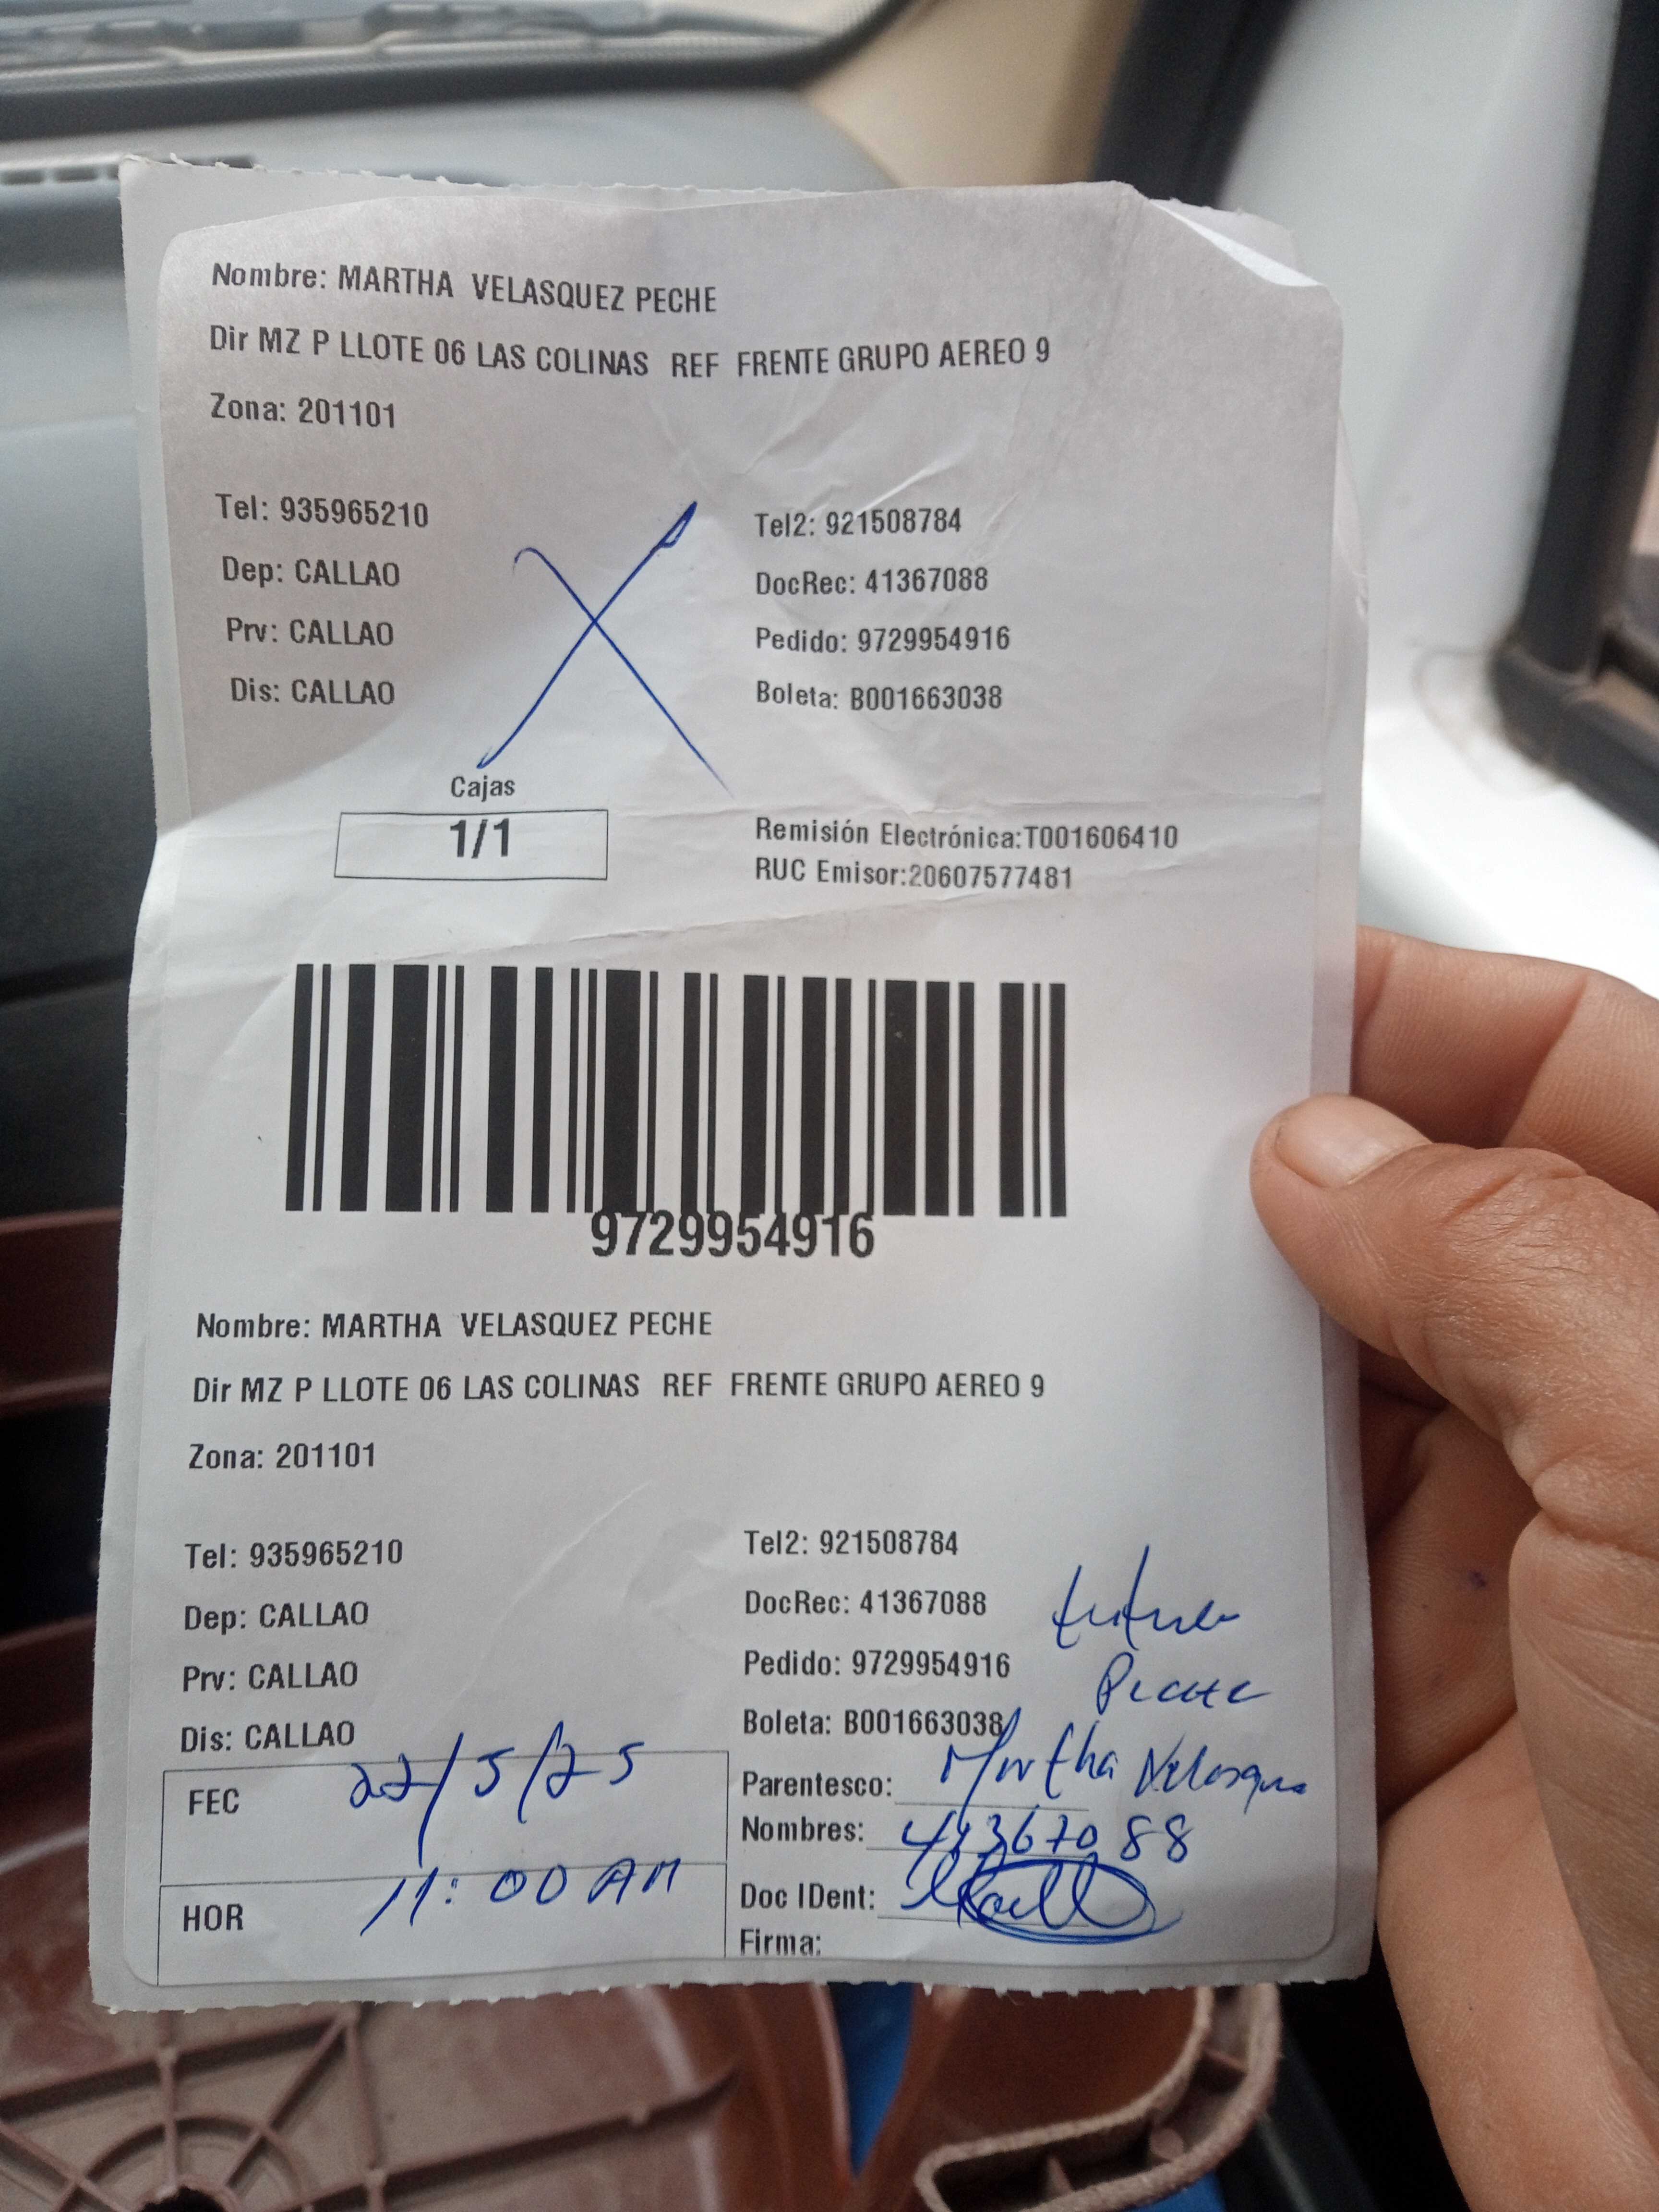 Nombre: MARTHA VELASQUEZ PECHE
Dir MZ P LLOTE 06 LAS COLINAS REF FRENTE GRUPO AEREO 9
Zona: 201101
Tel: 935965210 Tel2: 921508784
Dep: CALLAO DocRec: 41367088
Prv: CALLAO Pedido: 9729954916
Dis: CALLAO Boleta: B001663038
Cajas
1/1
Remisión Electrónica:T001606410
RUC Emisor:20607577481
9729954916
Nombre: MARTHA VELASQUEZ PECHE
Dir MZ P LLOTE 06 LAS COLINAS REF FRENTE GRUPO AEREO 9
Zona: 201101
Tel: 935965210 Tel2: 921508784
Dep: CALLAO DocRec: 41367088
Prv: CALLAO Pedido: 9729954916
Peche
Dis: CALLAO Boleta: B001663038
FEC 22/5/25
Parentesco: Martha Velasquez
Nombres: 41367088
HOR 11:00 AM
Doc IDent:
Firma: